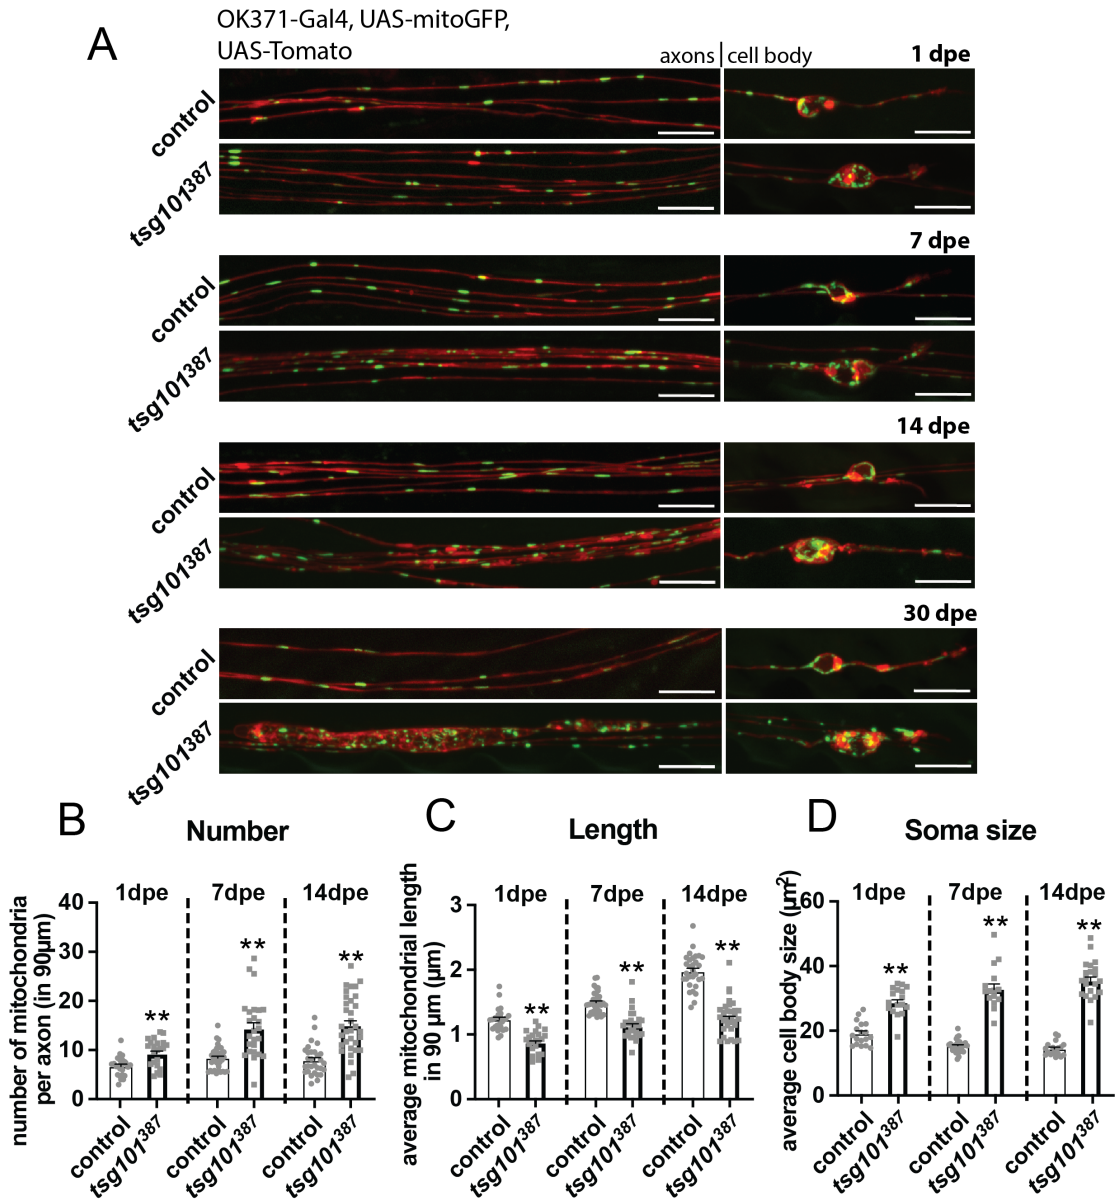 A
OK371-Gal4, UAS-mitoGFP,
UAS-Tomato
axons | cell body
1 dpe
control
tsg101387
7 dpe
control
tsg101387
14 dpe
control
tsg101387
30 dpe
control
tsg101387
B
Number
number of mitochondria
per axon (in 90µm)
40
30
20
10
0
1dpe
7dpe
14dpe
**
**
**
control
tsg101387
control
tsg101387
control
tsg101387
C
Length
average mitochondrial length
in 90 µm (µm)
3
2
1
0
1dpe
7dpe
14dpe
**
**
**
control
tsg101387
control
tsg101387
control
tsg101387
D
Soma size
average cell body size (µm2)
60
40
20
0
1dpe
7dpe
14dpe
**
**
**
control
tsg101387
control
tsg101387
control
tsg101387